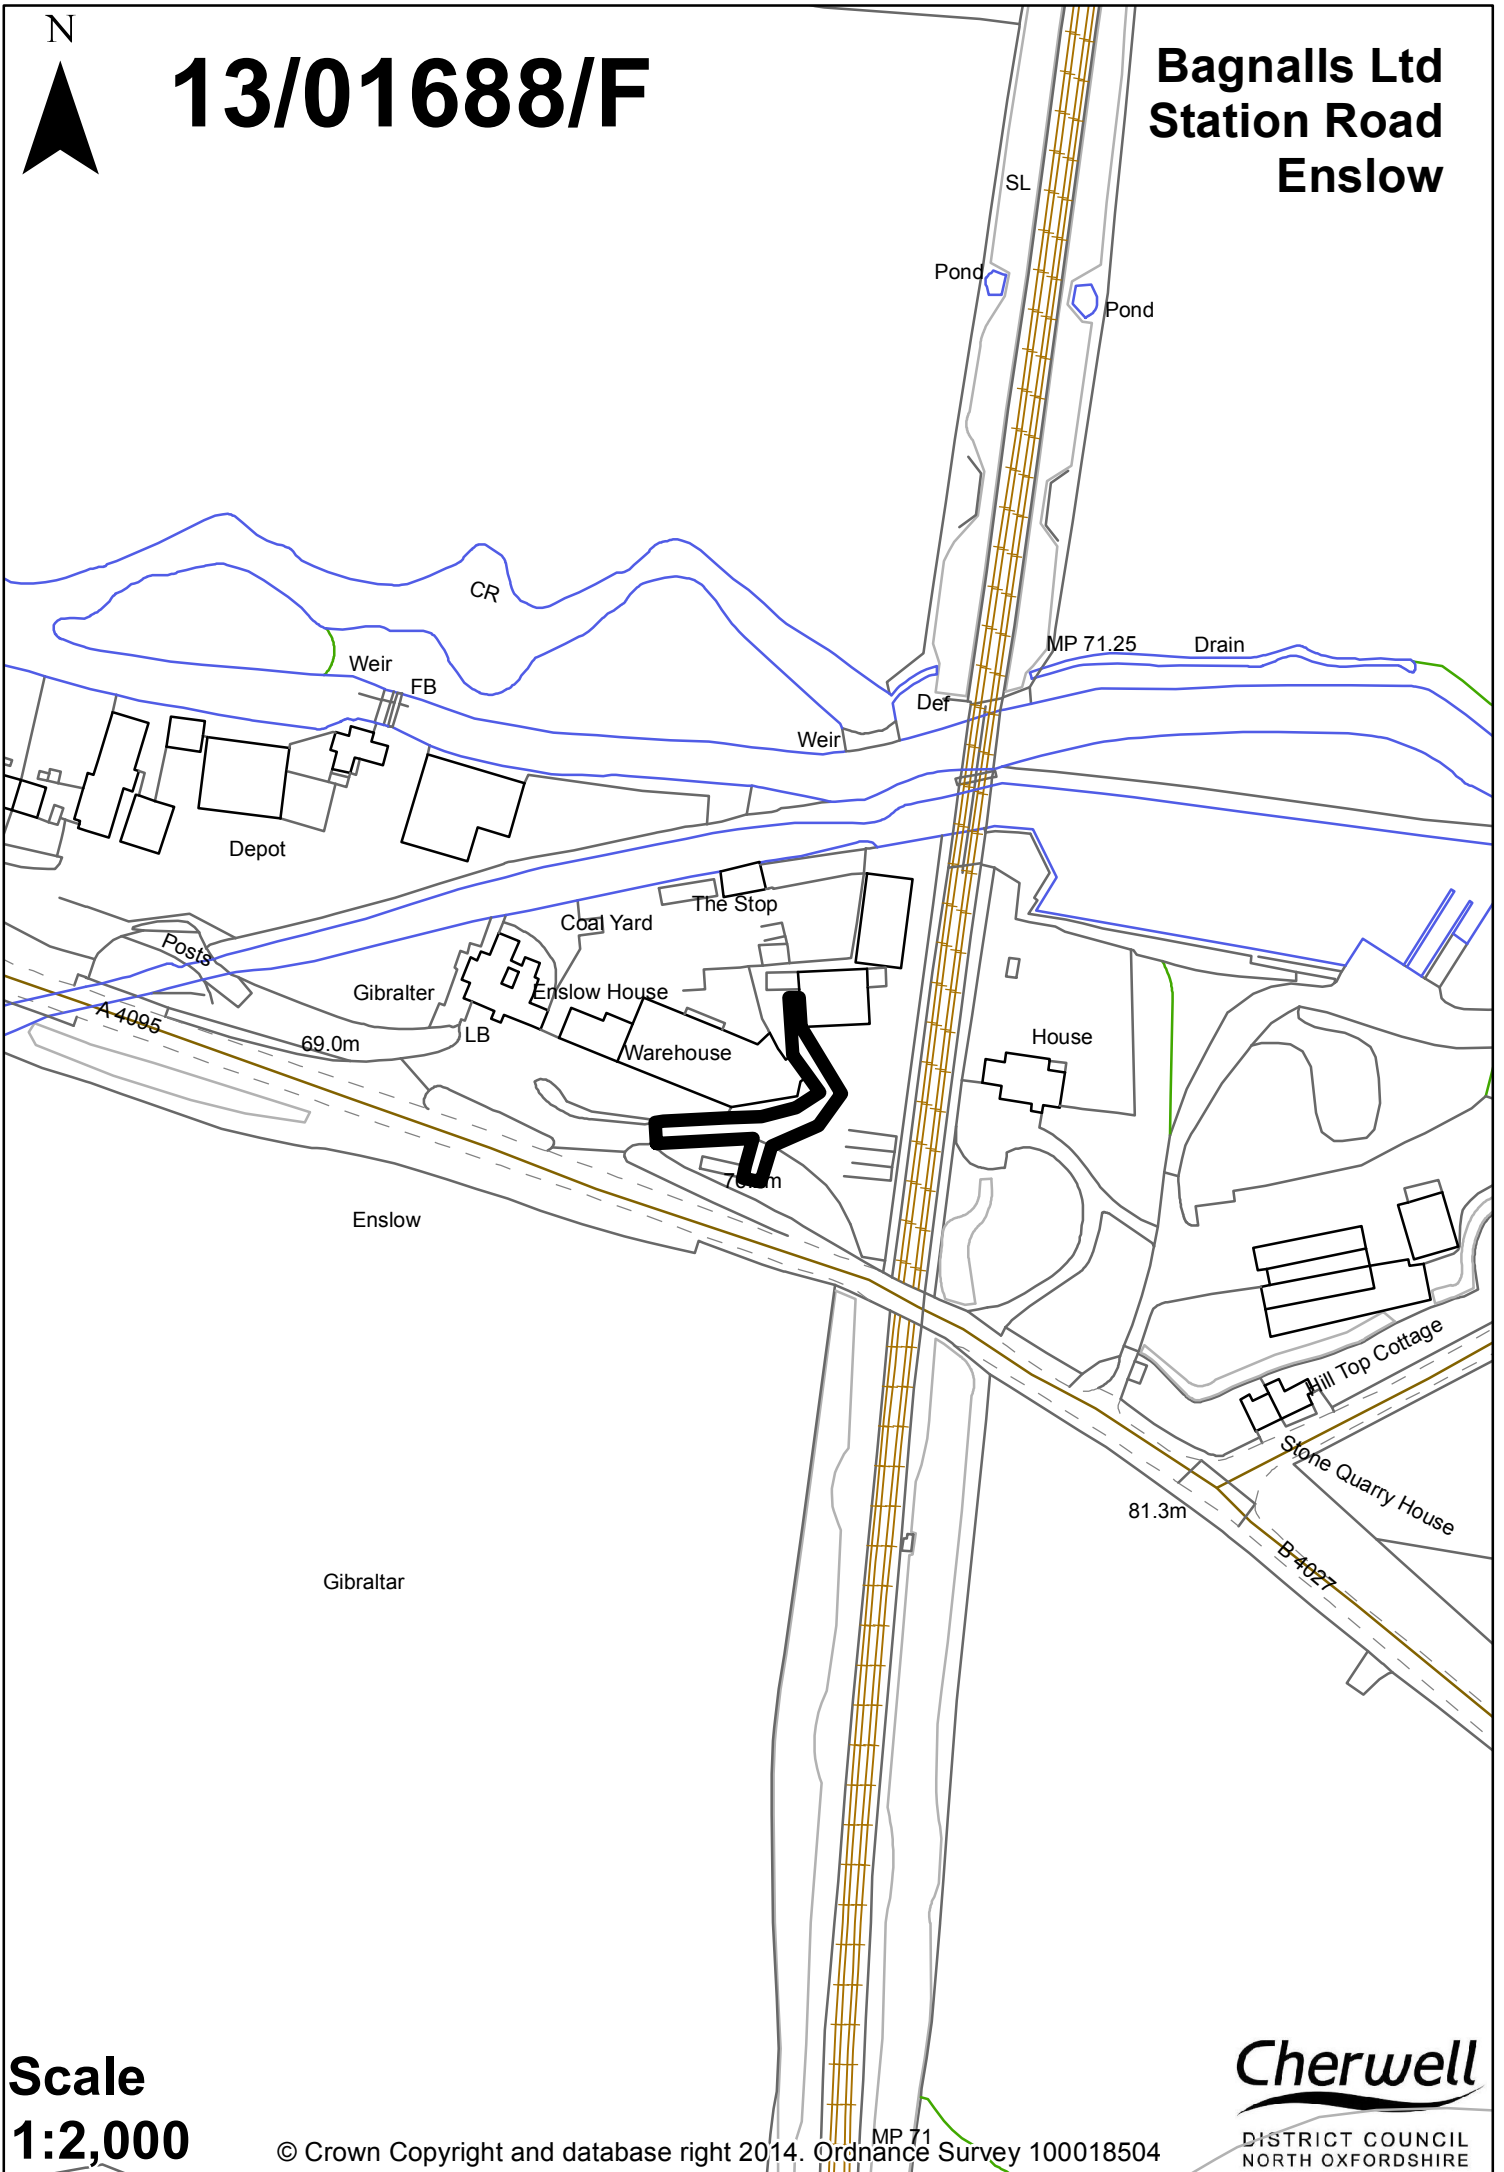 N
13/01688/F
Bagnalls Ltd
Station Road
Enslow
SL
Pond
Pond
CR
MP 71.25
Drain
Weir
FB
Def
Weir
Depot
The Stop
Coal Yard
Posts
Gibralter
Enslow House
A 4095
69.0m
LB
Warehouse
House
Enslow
Hill Top Cottage
Stone Quarry House
81.3m
B 4027
Gibraltar
Scale
1:2,000
MP 71
© Crown Copyright and database right 2014. Ordnance Survey 100018504
Cherwell
DISTRICT COUNCIL
NORTH OXFORDSHIRE